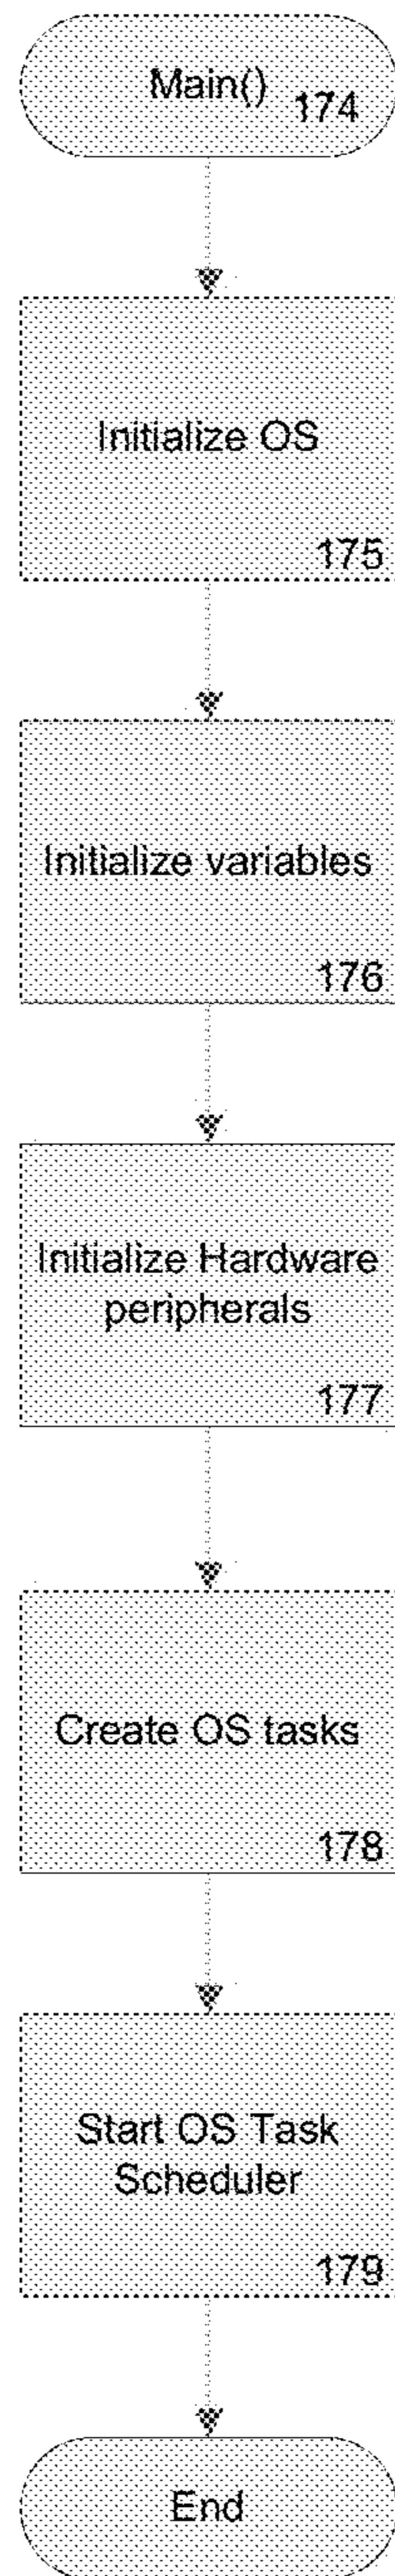 Main()
174
Initialize OS
175
Initialize variables
176
Initialize Hardware
peripherals
177
Create OS tasks
178
Start OS Task
Scheduler
179
End